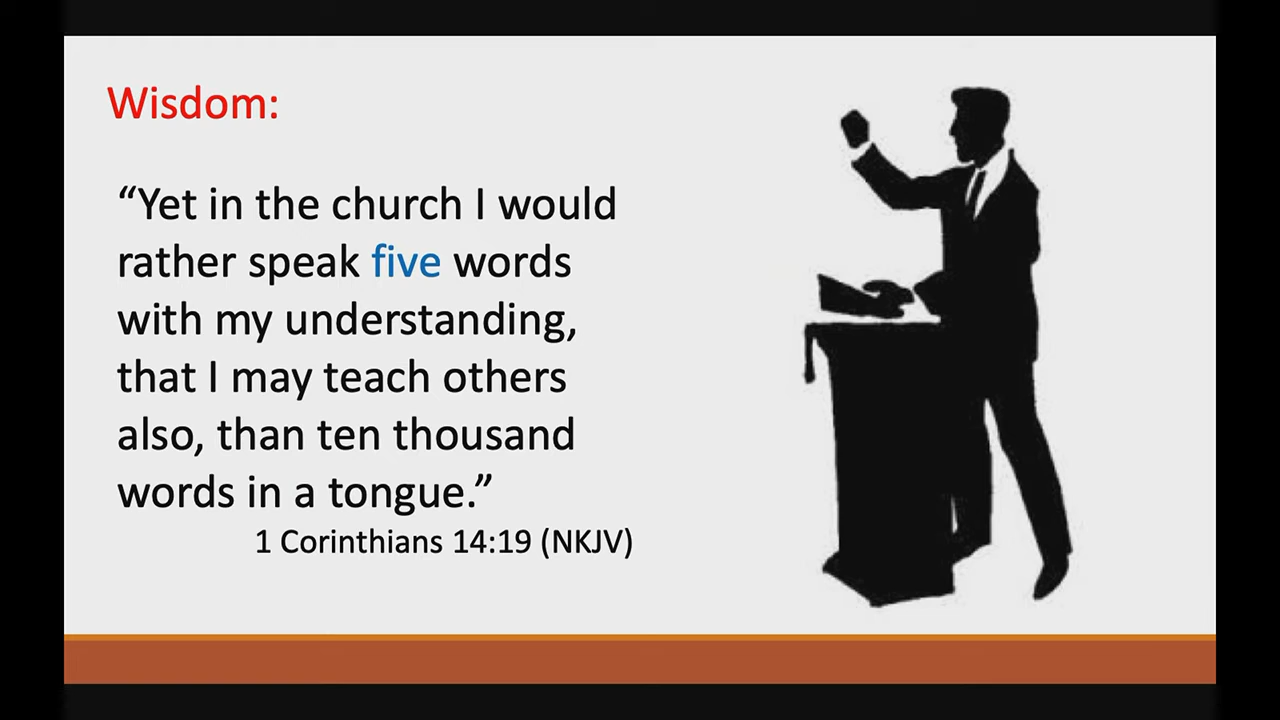 Wisdom:
“Yet in the church I would
rather speak five words
with my understanding,
that I may teach others
also, than ten thousand
words in a tongue.”
1 Corinthians 14:19 (NKJV)